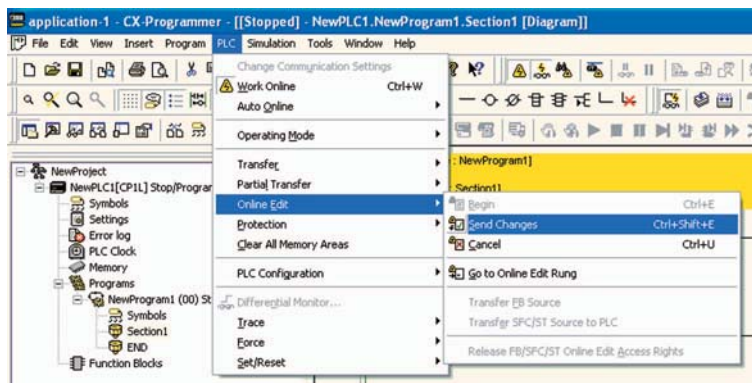 application-1 - CX-Programmer - [[Stopped] - NewPLC1.NewProgram1.Section1 [Diagram]]
File Edit View Insert Program PLC Simulation Tools Window Help
Change Communication Settings
Work Online Ctrl+W
Auto Online
Operating Mode
Transfer
Partial Transfer
Online Edit
Protection
Clear All Memory Areas
PLC Configuration
Differential Monitor...
Trace
Force
Set/Reset
NewProject
NewPLC1[CP1L] Stop/Program
Symbols
Settings
Error log
PLC Clock
Memory
Programs
NewProgram1 (00) St
Symbols
Section1
END
Function Blocks
: NewProgram1]
: Section1]
Begin Ctrl+E
Send Changes Ctrl+Shift+E
Cancel Ctrl+U
Go to Online Edit Rung
Transfer FB Source
Transfer SFC/ST Source to PLC
Release FB/SFC/ST Online Edit Access Rights